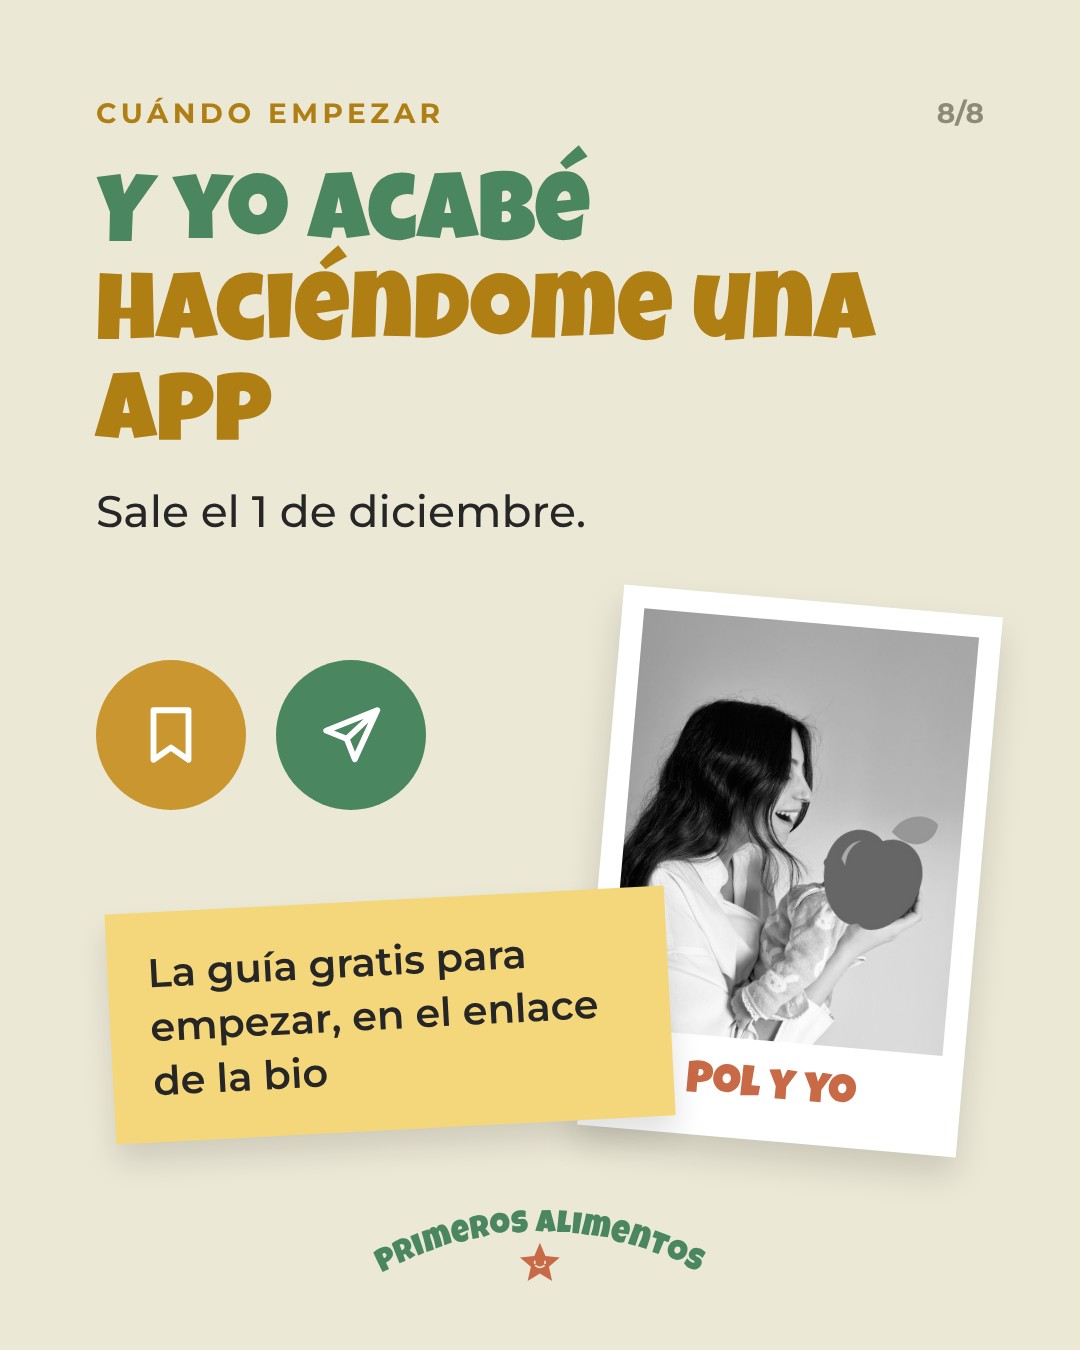 CUÁNDO EMPEZAR
8/8
Y YO ACABÉ
HACIÉNDOME UNA
APP
Sale el 1 de diciembre.
La guía gratis para
empezar, en el enlace
de la bio
POL Y YO
PRIMEROS ALIMENTOS